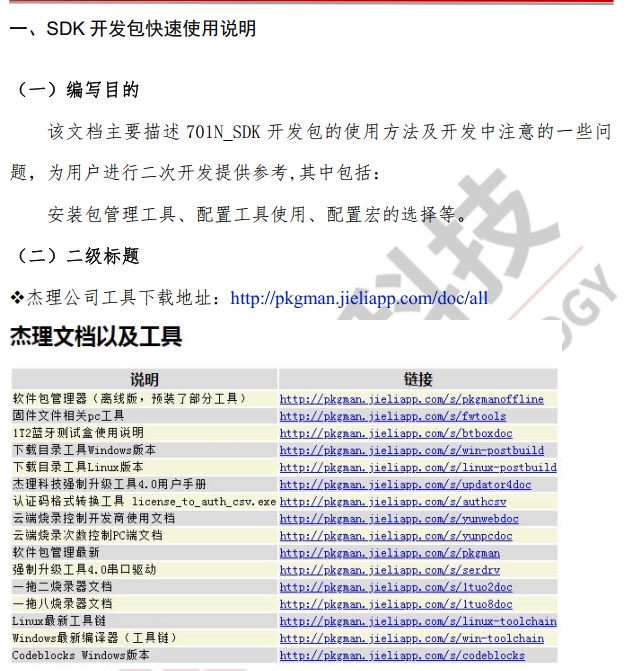 一、SDK 开发包快速使用说明
（一）编写目的
该文档主要描述 701N_SDK 开发包的使用方法及开发中注意的一些问
题，为用户进行二次开发提供参考,其中包括：
安装包管理工具、配置工具使用、配置宏的选择等。
（二）二级标题
❖杰理公司工具下载地址：http://pkgman.jieliapp.com/doc/all
杰理文档以及工具
说明 链接
软件包管理器（离线版，预装了部分工具） http://pkgman.jieliapp.com/s/pkgmanoffline
固件文件相关pc工具 http://pkgman.jieliapp.com/s/fwtools
1T2蓝牙测试盒使用说明 http://pkgman.jieliapp.com/s/btboxdoc
下载目录工具Windows版本 http://pkgman.jieliapp.com/s/win-postbuild
下载目录工具Linux版本 http://pkgman.jieliapp.com/s/linux-postbuild
杰理科技强制升级工具4.0用户手册 http://pkgman.jieliapp.com/s/updator4doc
认证码格式转换工具 license_to_auth_csv.exe http://pkgman.jieliapp.com/s/authcsv
云端烧录控制开发商使用文档 http://pkgman.jieliapp.com/s/yunwebdoc
云端烧录次数控制PC端文档 http://pkgman.jieliapp.com/s/yunpcdoc
软件包管理最新 http://pkgman.jieliapp.com/s/pkgman
强制升级工具4.0串口驱动 http://pkgman.jieliapp.com/s/serdrv
一拖二烧录器文档 http://pkgman.jieliapp.com/s/1tuo2doc
一拖八烧录器文档 http://pkgman.jieliapp.com/s/1tuo8doc
Linux最新工具链 http://pkgman.jieliapp.com/s/linux-toolchain
Windows最新编译器（工具链） http://pkgman.jieliapp.com/s/win-toolchain
Codeblocks Windows版本 http://pkgman.jieliapp.com/s/codeblocks
科技
OGY